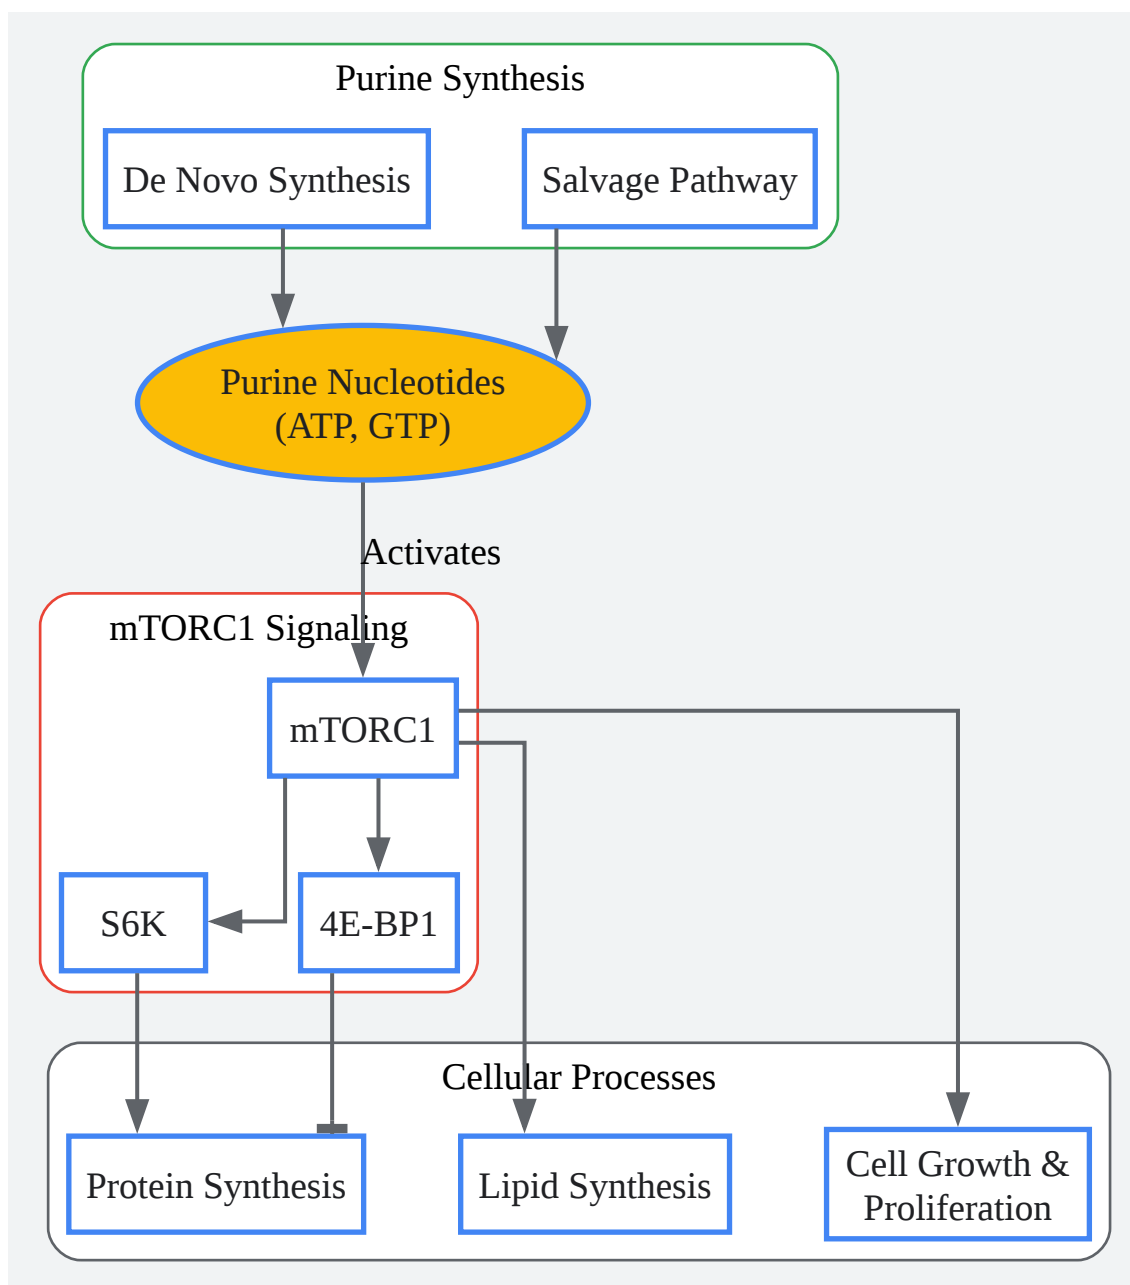 Purine Synthesis
De Novo Synthesis
Salvage Pathway
Purine Nucleotides
(ATP, GTP)
Activates
mTORC1 Signaling
mTORC1
S6K
4E-BP1
Cellular Processes
Protein Synthesis
Lipid Synthesis
Cell Growth &
Proliferation